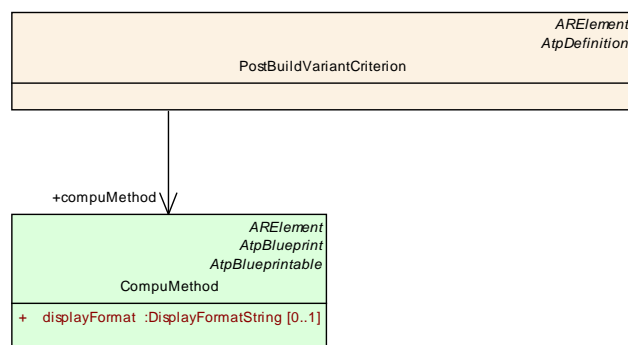 ARElement
AtpDefinition
PostBuildVariantCriterion
+compuMethod
ARElement
AtpBlueprint
AtpBlueprintable
CompuMethod
+ displayFormat :DisplayFormatString [0..1]